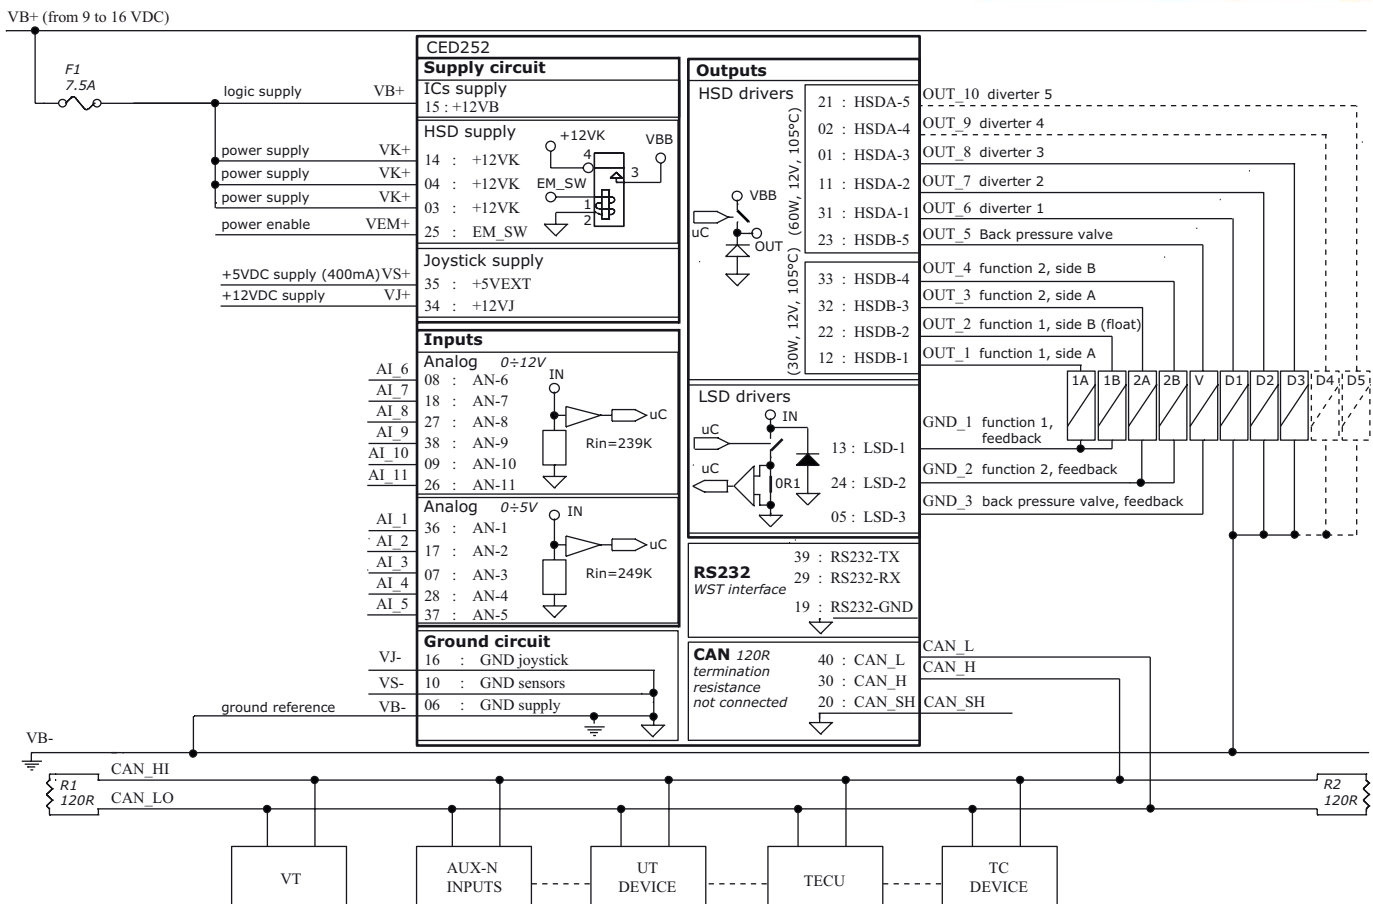 VB+ (from 9 to 16 VDC)
F1
7.5A
logic supply VB+
power supply VK+
power supply VK+
power supply VK+
power enable VEM+
+5VDC supply (400mA) VS+
+12VDC supply VJ+
AI_6
AI_7
AI_8
AI_9
AI_10
AI_11
AI_1
AI_2
AI_3
AI_4
AI_5
VJ-
VS-
ground reference VB-
CED252
Supply circuit
ICs supply
15 : +12VB
HSD supply
14 : +12VK
04 : +12VK
03 : +12VK
25 : EM_SW
+12VK
VBB
4
3
EM_SW
1
2
Joystick supply
35 : +5VEXT
34 : +12VJ
Inputs
Analog 0÷12V
08 : AN-6
18 : AN-7
27 : AN-8
38 : AN-9
09 : AN-10
26 : AN-11
IN
uC
Rin=239K
Analog 0÷5V
36 : AN-1
17 : AN-2
07 : AN-3
28 : AN-4
37 : AN-5
IN
uC
Rin=249K
Ground circuit
16 : GND joystick
10 : GND sensors
06 : GND supply
Outputs
HSD drivers
VBB
uC
OUT
(60W, 12V, 105°C)
21 : HSDA-5
02 : HSDA-4
01 : HSDA-3
11 : HSDA-2
31 : HSDA-1
23 : HSDB-5
(30W, 12V, 105°C)
33 : HSDB-4
32 : HSDB-3
22 : HSDB-2
12 : HSDB-1
LSD drivers
IN
uC
uC
0R1
13 : LSD-1
24 : LSD-2
05 : LSD-3
RS232
WST interface
39 : RS232-TX
29 : RS232-RX
19 : RS232-GND
CAN 120R
termination
resistance
not connected
40 : CAN_L
30 : CAN_H
20 : CAN_SH
OUT_10 diverter 5
OUT_9 diverter 4
OUT_8 diverter 3
OUT_7 diverter 2
OUT_6 diverter 1
OUT_5 Back pressure valve
OUT_4 function 2, side B
OUT_3 function 2, side A
OUT_2 function 1, side B (float)
OUT_1 function 1, side A
1A 1B 2A 2B V D1 D2 D3 D4 D5
GND_1 function 1,
feedback
GND_2 function 2, feedback
GND_3 back pressure valve, feedback
CAN_L
CAN_H
CAN_SH
VB-
CAN_HI
CAN_LO
R1
120R
R2
120R
VT
AUX-N
INPUTS
UT
DEVICE
TECU
TC
DEVICE